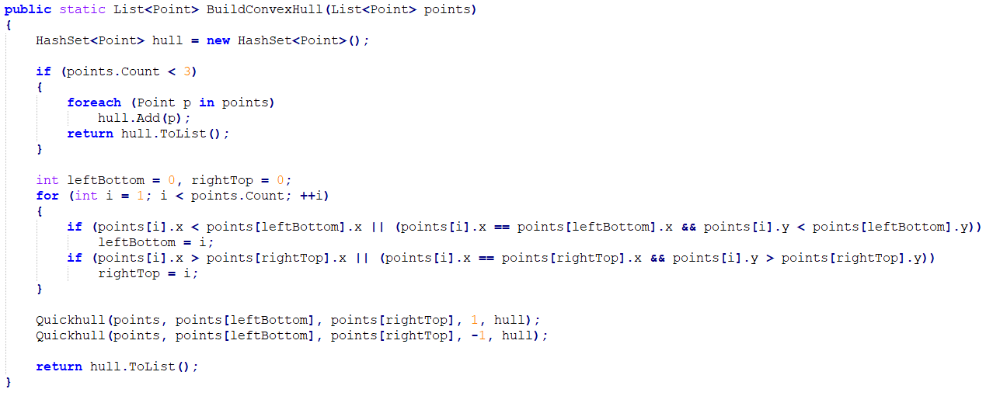 public static List<Point> BuildConvexHull(List<Point> points)
{
    HashSet<Point> hull = new HashSet<Point>();

    if (points.Count < 3)
    {
        foreach (Point p in points)
            hull.Add(p);
        return hull.ToList();
    }

    int leftBottom = 0, rightTop = 0;
    for (int i = 1; i < points.Count; ++i)
    {
        if (points[i].x < points[leftBottom].x || (points[i].x == points[leftBottom].x && points[i].y < points[leftBottom].y))
            leftBottom = i;
        if (points[i].x > points[rightTop].x || (points[i].x == points[rightTop].x && points[i].y > points[rightTop].y))
            rightTop = i;
    }

    Quickhull(points, points[leftBottom], points[rightTop], 1, hull);
    Quickhull(points, points[leftBottom], points[rightTop], -1, hull);

    return hull.ToList();
}